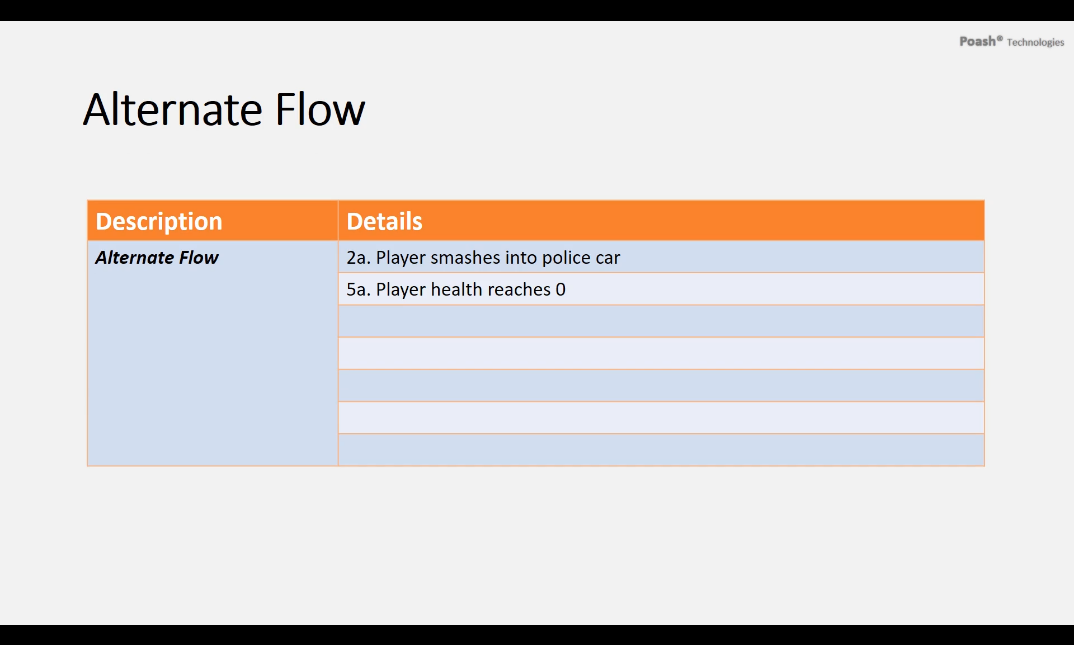 Poash® Technologies
Alternate Flow
Description Details
Alternate Flow 2a. Player smashes into police car
5a. Player health reaches 0